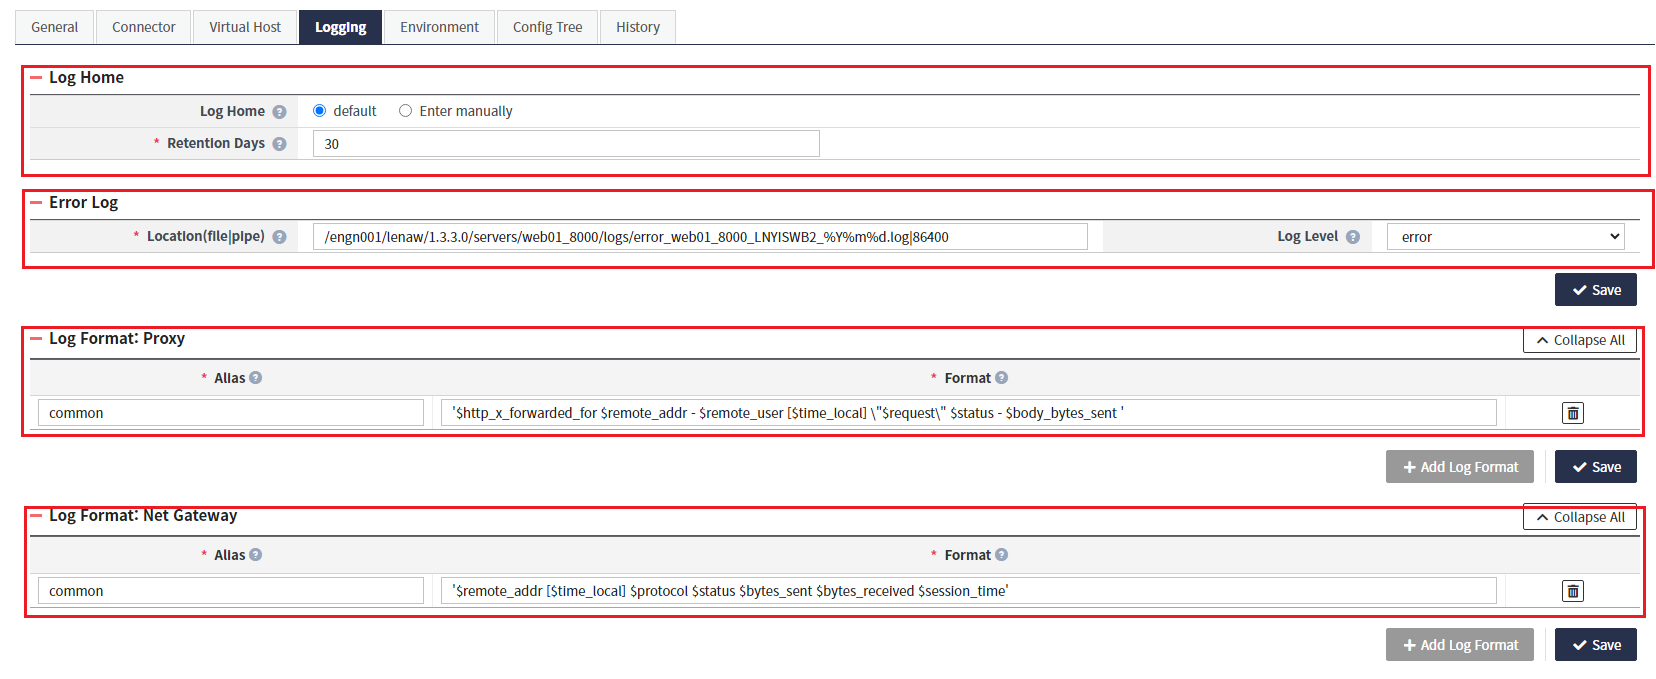 General Connector Virtual Host Logging Environment Config Tree History
Log Home
Log Home ? default Enter manually
* Retention Days ? 30
Error Log
* Location(file|pipe) ? /engn001/lenaw/1.3.3.0/servers/web01_8000/logs/error_web01_8000_LNYISWB2_%Y%m%d.log|86400 Log Level ? error
Save
Log Format: Proxy Collapse All
* Alias ? * Format ?
common '$http_x_forwarded_for $remote_addr - $remote_user [$time_local] \"$request\" $status - $body_bytes_sent '
+ Add Log Format Save
Log Format: Net Gateway Collapse All
* Alias ? * Format ?
common '$remote_addr [$time_local] $protocol $status $bytes_sent $bytes_received $session_time'
+ Add Log Format Save